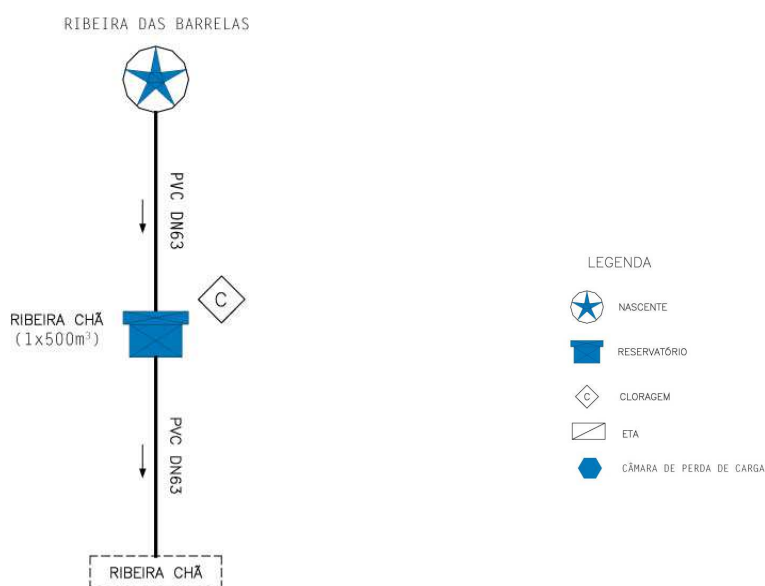 RIBEIRA DAS BARRELAS
PVC DN63
C
RIBEIRA CHÃ
(1x500m³)
PVC DN63
RIBEIRA CHÃ
LEGENDA
NASCENTE
RESERVATÓRIO
C
CLORAGEM
ETA
CÂMARA DE PERDA DE CARGA